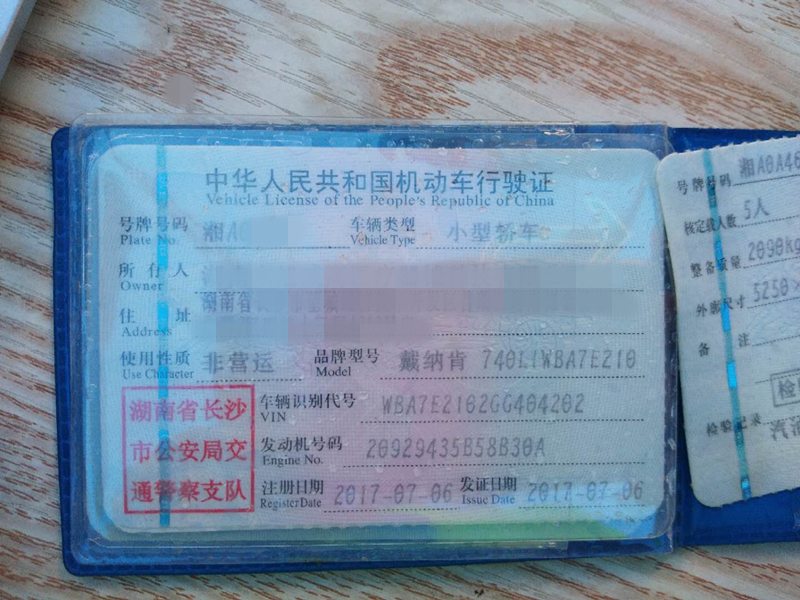 中华人民共和国机动车行驶证
Vehicle License of the People's Republic of China
号牌号码 湘A0 车辆类型 小型轿车
Plate No. Vehicle Type
所有人
Owner
湖南省
住址
Address
使用性质 非营运 品牌型号 戴纳肯 740LIWBA7E210
Use Character Model
车辆识别代号 WBA7E2102GG404202
VIN
发动机号码 20929435B58B30A
Engine No.
注册日期 2017-07-06 发证日期 2017-07-06
Register Date Issue Date
湖南省长沙
市公安局交
通警察支队
号牌号码 湘A0A46
核定载人数 5人
整备质量 2090kg
外廓尺寸 5250×
备注
检
检验记录 汽油